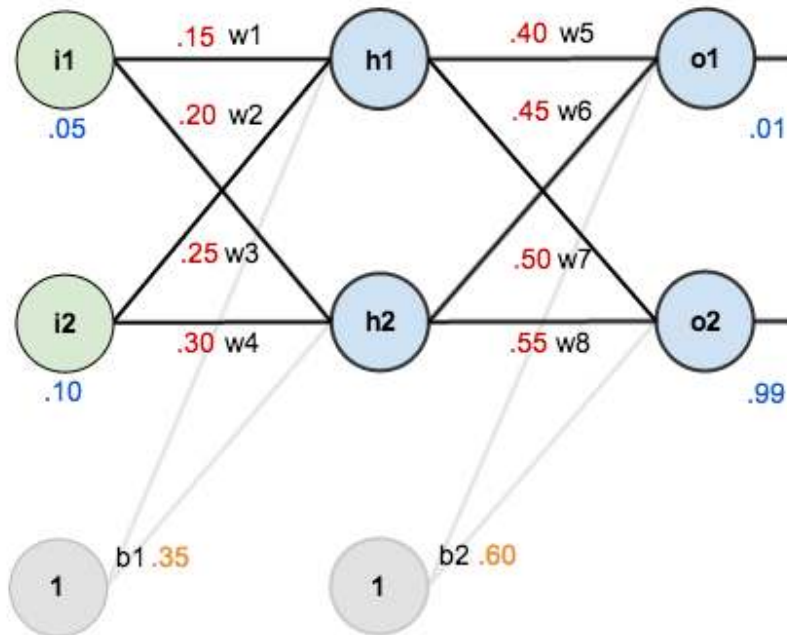 .15 w1
.40 w5
i1
h1
o1
.20 w2
.45 w6
.05
.01
.25 w3
.50 w7
i2
h2
o2
.30 w4
.55 w8
.10
.99
b1 .35
b2 .60
1
1